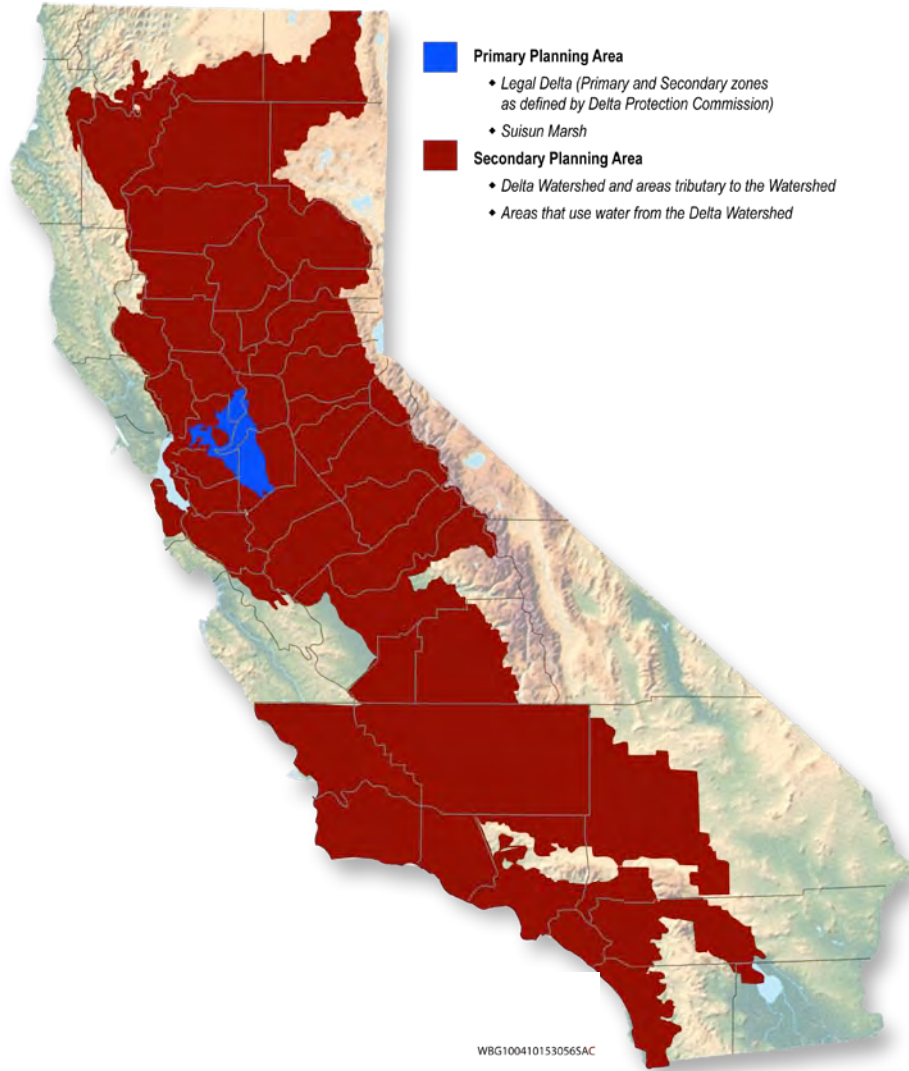 Primary Planning Area
◆ Legal Delta (Primary and Secondary zones
as defined by Delta Protection Commission)
◆ Suisun Marsh
Secondary Planning Area
◆ Delta Watershed and areas tributary to the Watershed
◆ Areas that use water from the Delta Watershed
WBG100410153056SAC